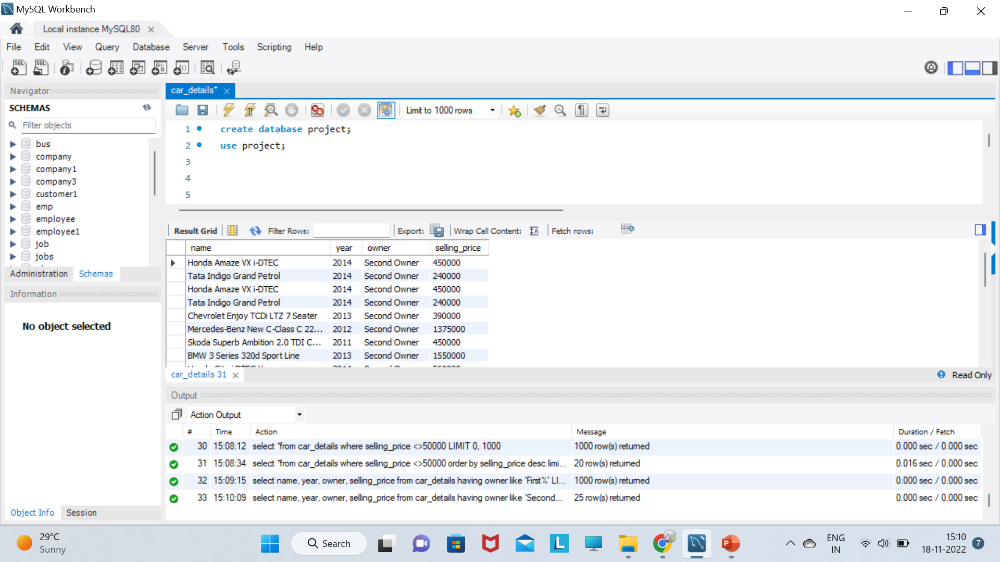 MySQL Workbench
Local instance MySQL80
File Edit View Query Database Server Tools Scripting Help
Navigator
SCHEMAS
Filter objects
bus
company
company1
company3
customer1
emp
employee
employee1
job
jobs
Administration Schemas
Information
No object selected
Object Info Session
car_details*
Limit to 1000 rows
1 create database project;
2 use project;
3
4
5
Result Grid Filter Rows: Export: Wrap Cell Content: Fetch rows:
name year owner selling_price
Honda Amaze VX i-DTEC 2014 Second Owner 450000
Tata Indigo Grand Petrol 2014 Second Owner 240000
Honda Amaze VX i-DTEC 2014 Second Owner 450000
Tata Indigo Grand Petrol 2014 Second Owner 240000
Chevrolet Enjoy TCDi LTZ 7 Seater 2013 Second Owner 390000
Mercedes-Benz New C-Class C 22... 2012 Second Owner 1375000
Skoda Superb Ambition 2.0 TDI C... 2011 Second Owner 450000
BMW 3 Series 320d Sport Line 2013 Second Owner 1550000
car_details 31 Read Only
Output
Action Output
# Time Action Message Duration / Fetch
30 15:08:12 select *from car_details where selling_price <>50000 LIMIT 0, 1000 1000 row(s) returned 0.000 sec / 0.000 sec
31 15:08:34 select *from car_details where selling_price <>50000 order by selling_price desc limi... 20 row(s) returned 0.016 sec / 0.000 sec
32 15:09:15 select name, year, owner, selling_price from car_details having owner like 'First%' LI... 1000 row(s) returned 0.000 sec / 0.000 sec
33 15:10:09 select name, year, owner, selling_price from car_details having owner like 'Second... 25 row(s) returned 0.000 sec / 0.000 sec
29°C
Sunny
Search
ENG
IN
15:10
18-11-2022
7